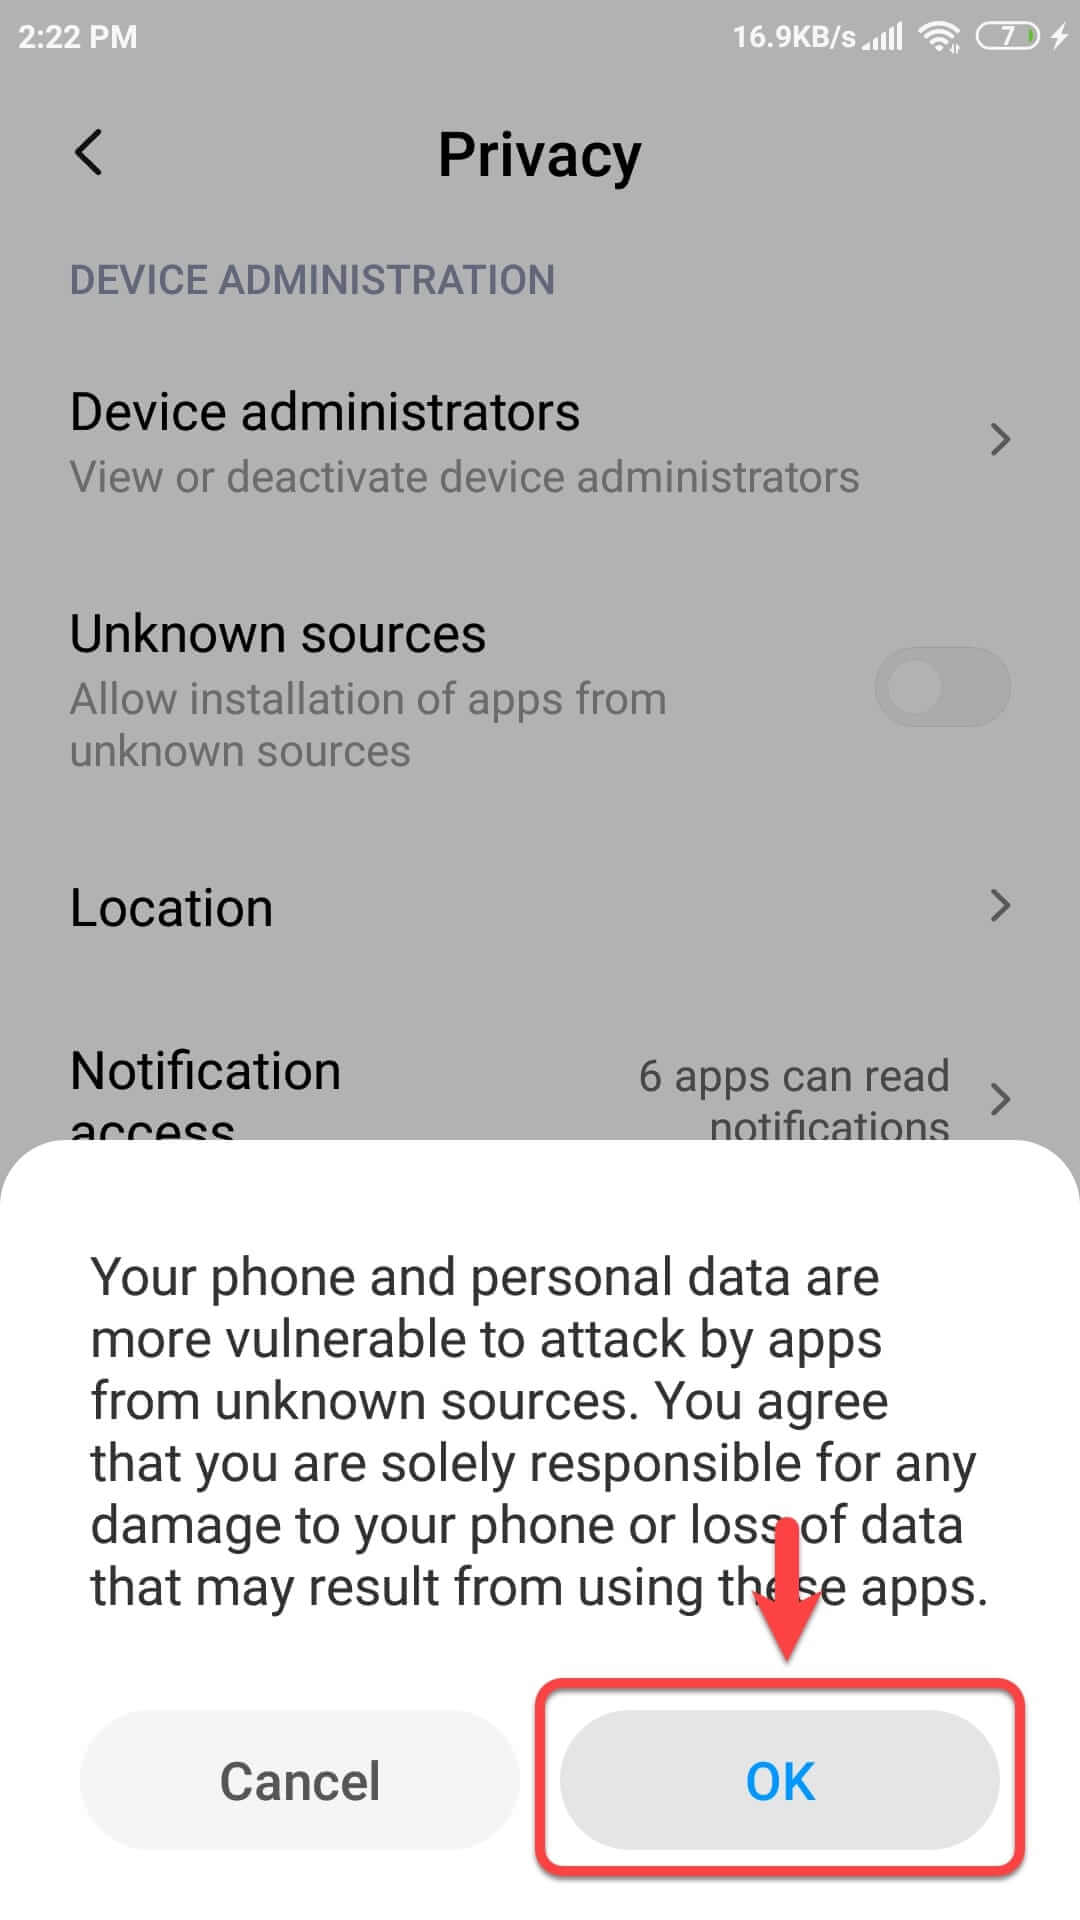 2:22 PM 16.9KB/s 7
Privacy
DEVICE ADMINISTRATION
Device administrators
View or deactivate device administrators
Unknown sources
Allow installation of apps from
unknown sources
Location
Notification 6 apps can read
access notifications
Your phone and personal data are
more vulnerable to attack by apps
from unknown sources. You agree
that you are solely responsible for any
damage to your phone or loss of data
that may result from using these apps.
Cancel OK